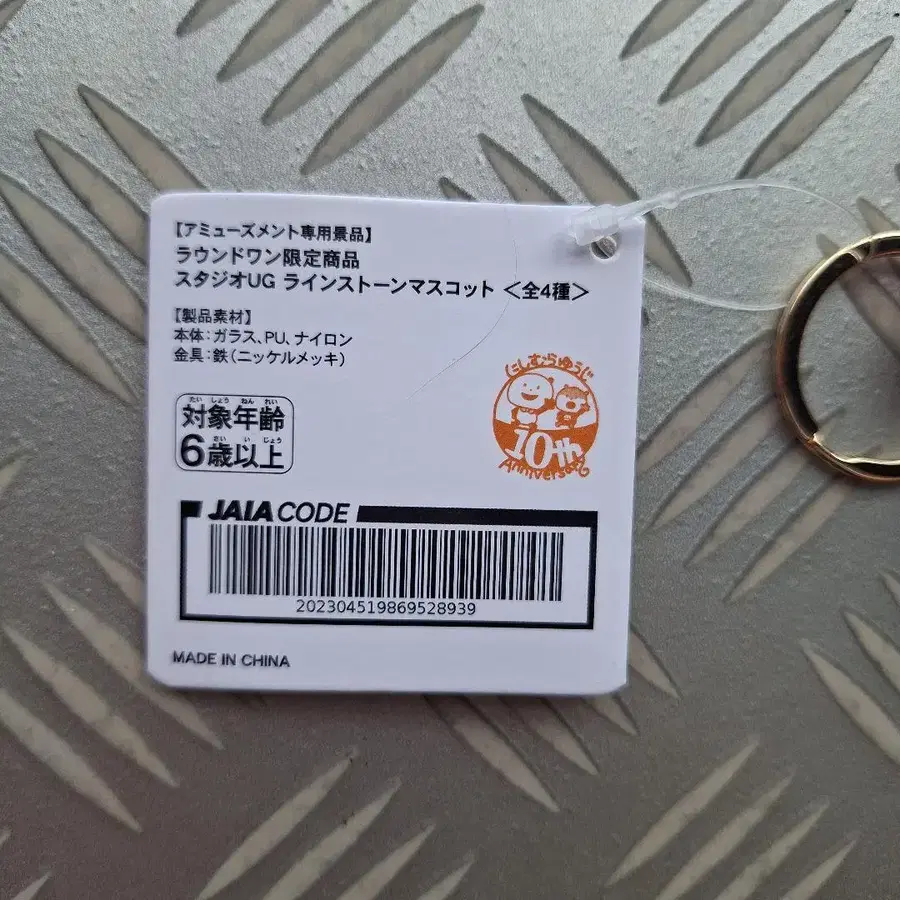 【アミューズメント専用景品】
ラウンドワン限定商品
スタジオUG ラインストーンマスコット <全4種>
【製品素材】
本体:ガラス、PU、ナイロン
金具:鉄(ニッケルメッキ)
にしむらゆうじ
10th
Anniversary
たいしょうねんれい
対象年齢
さいいじょう
6歳以上
JAIA CODE
202304519869528939
MADE IN CHINA